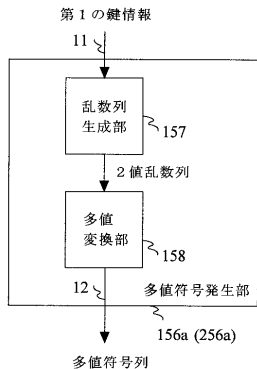 第１の鍵情報
11
乱数列
生成部
157
２値乱数列
多値
変換部
158
12
多値符号発生部
156a (256a)
多値符号列